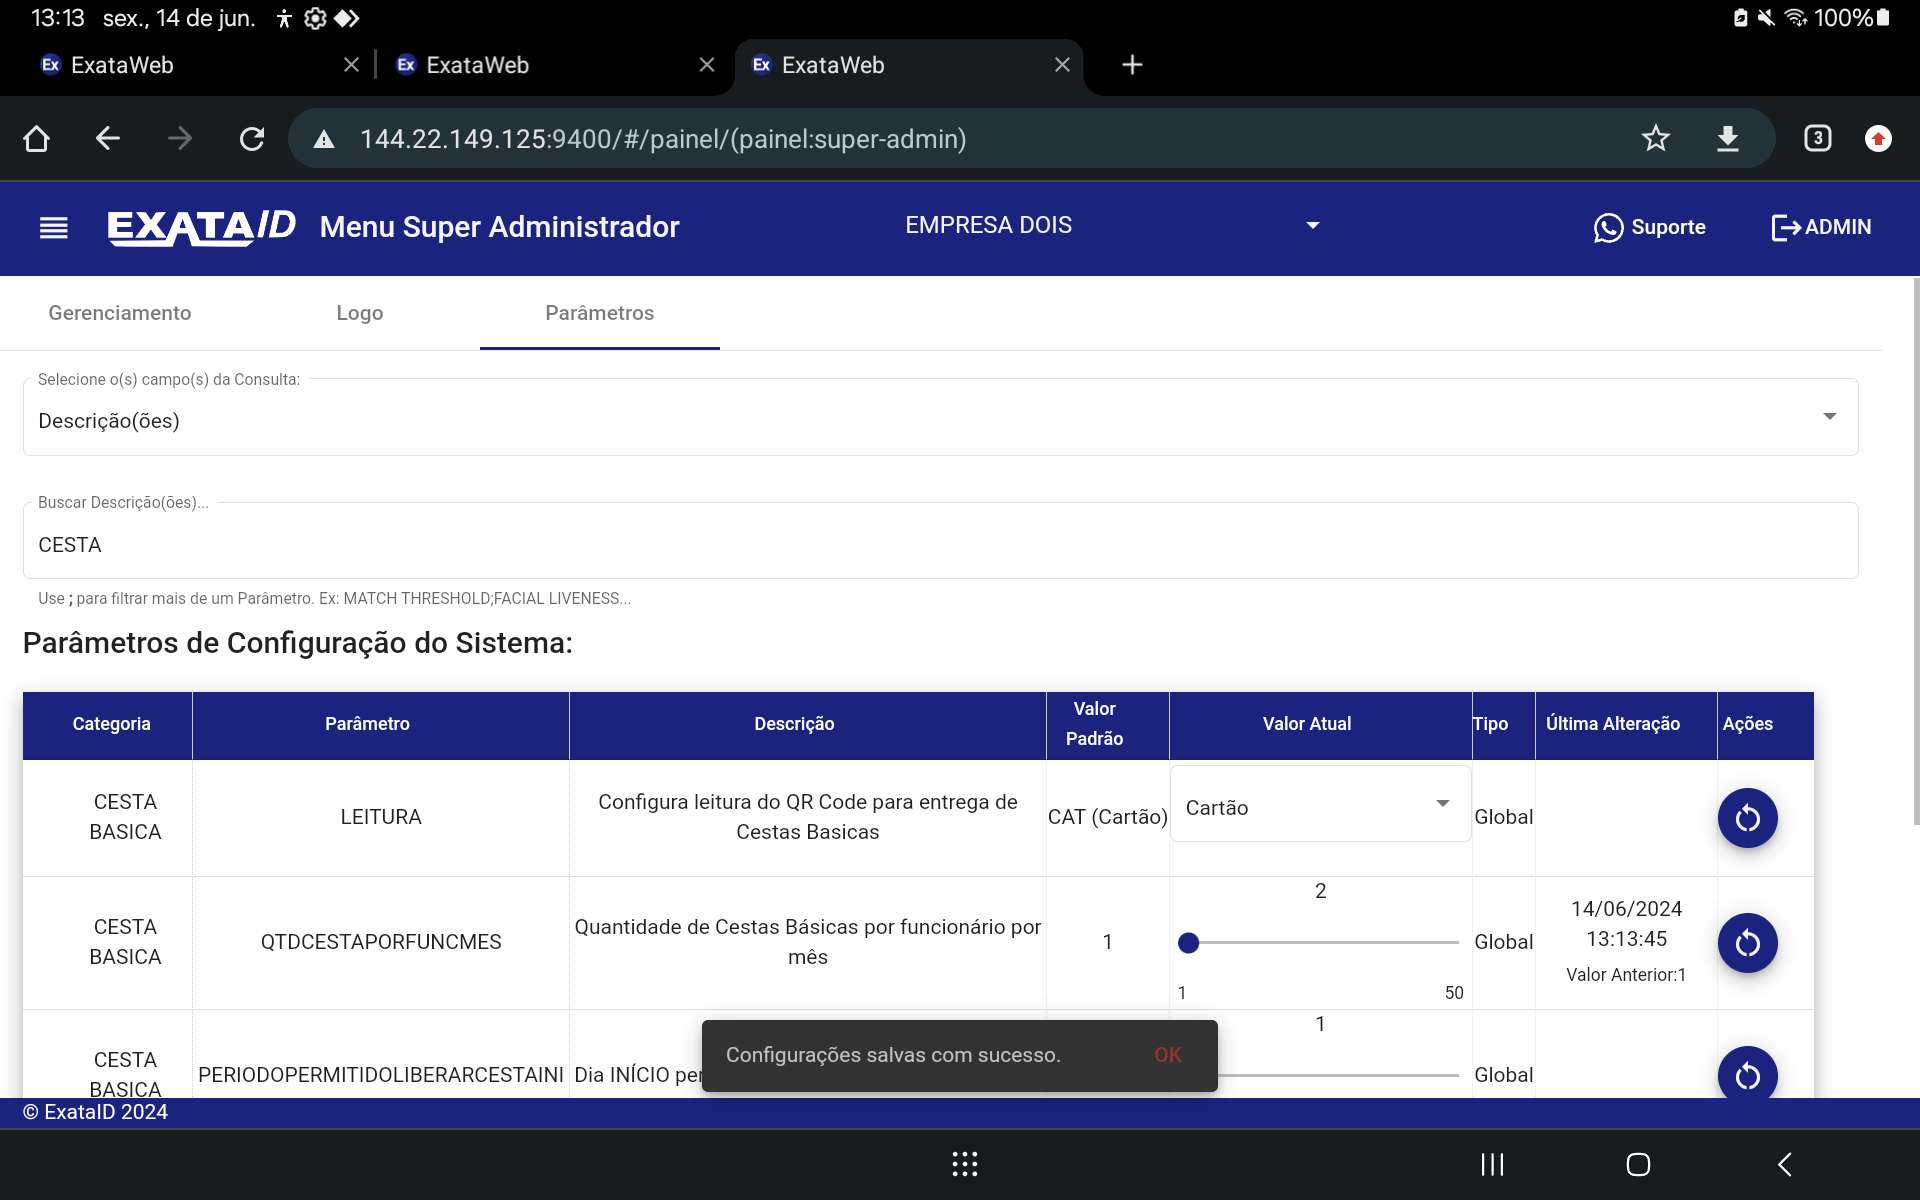 13:13 sex., 14 de jun. 100%
Ex ExataWeb Ex ExataWeb Ex ExataWeb
144.22.149.125:9400/#/painel/(painel:super-admin) 3
EXATA/ID Menu Super Administrador EMPRESA DOIS Suporte ADMIN
Gerenciamento Logo Parâmetros
Selecione o(s) campo(s) da Consulta:
Descrição(ões)
Buscar Descrição(ões)...
CESTA
Use ; para filtrar mais de um Parâmetro. Ex: MATCH THRESHOLD;FACIAL LIVENESS...
Parâmetros de Configuração do Sistema:
Categoria Parâmetro Descrição Valor Padrão Valor Atual Tipo Última Alteração Ações
CESTA BASICA LEITURA Configura leitura do QR Code para entrega de Cestas Basicas CAT (Cartão) Cartão Global
CESTA BASICA QTDCESTAPORFUNCMES Quantidade de Cestas Básicas por funcionário por mês 1 2 1 50 Global 14/06/2024 13:13:45 Valor Anterior:1
CESTA BASICA PERIODOPERMITIDOLIBERARCESTAINI Dia INÍCIO per 1 Global
Configurações salvas com sucesso. OK
© ExataID 2024